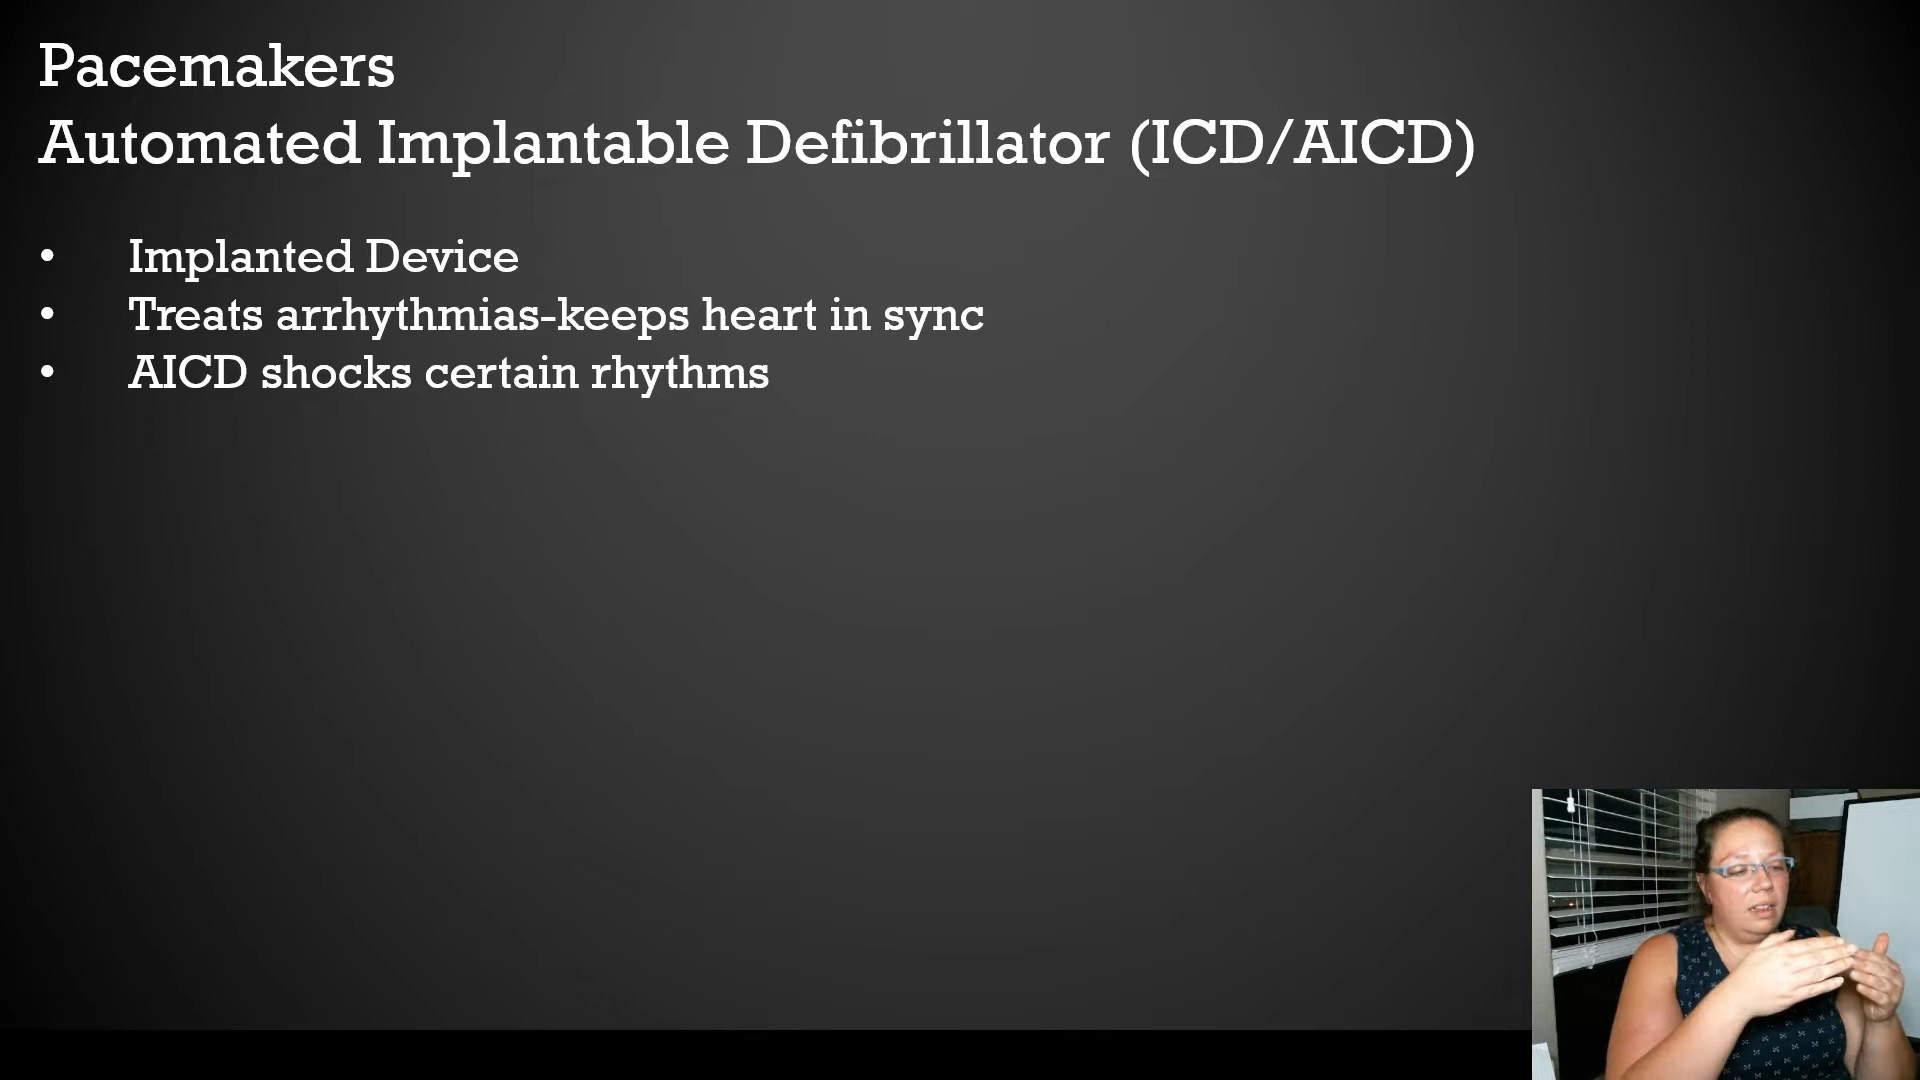 Pacemakers
Automated Implantable Defibrillator (ICD/AICD)
• Implanted Device
• Treats arrhythmias-keeps heart in sync
• AICD shocks certain rhythms